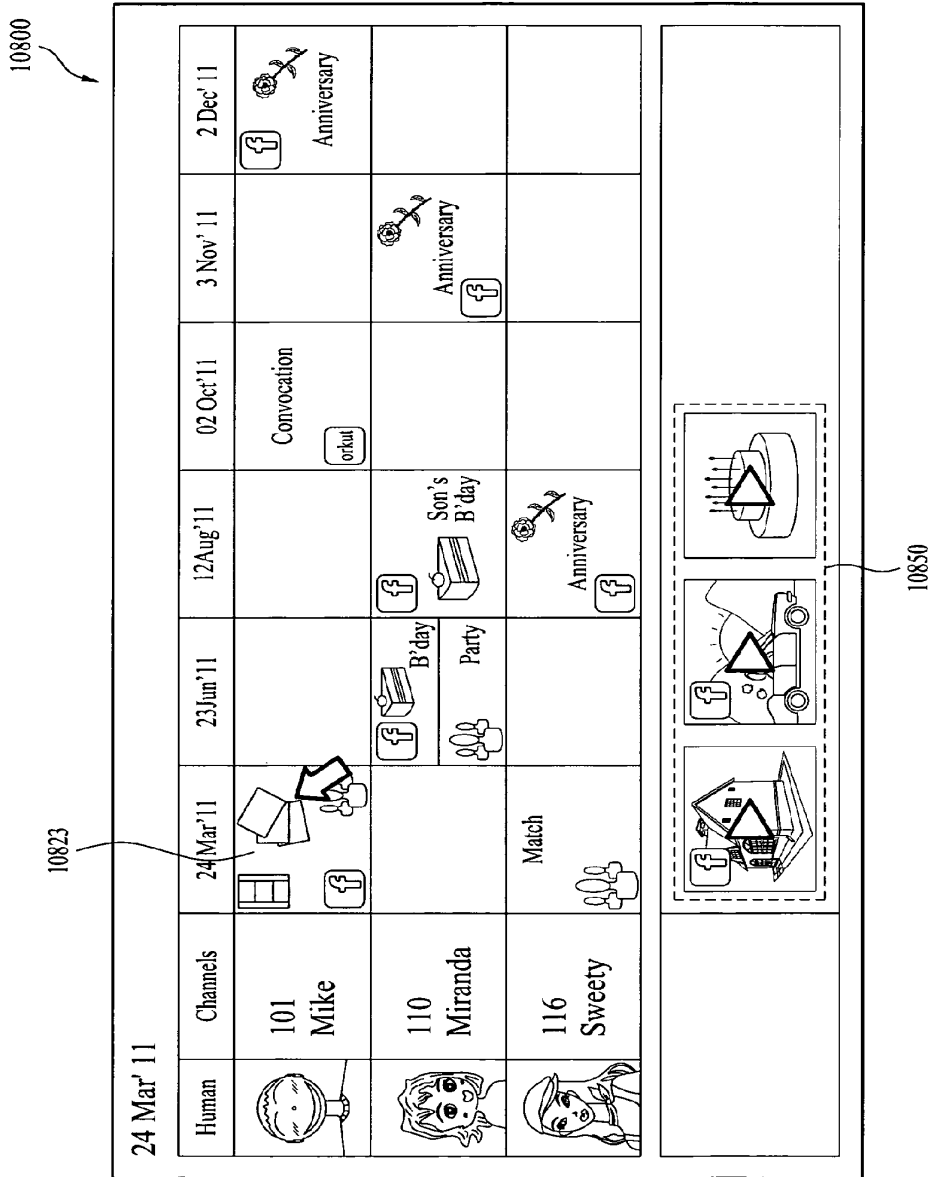 10800
24 Mar' 11
Human Channels 24 Mar'11 23Jun'11 12Aug'11 02 Oct'11 3 Nov' 11 2 Dec' 11
101
Mike
f
Convocation
orkut
f
Anniversary
110
Miranda
f
B'day
Party
f
Son's
B'day
Anniversary
f
116
Sweety
Match
Anniversary
f
f
f
10823
10850